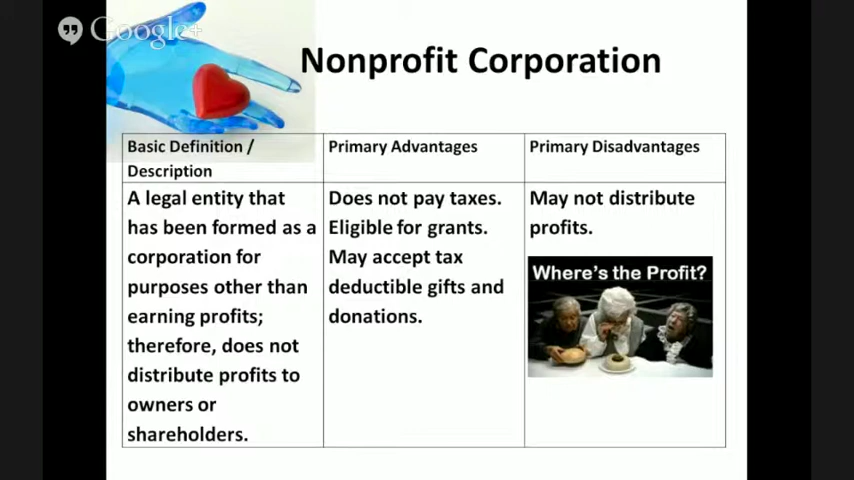 Google+
Nonprofit Corporation
Basic Definition /
Description
Primary Advantages
Primary Disadvantages
A legal entity that
has been formed as a
corporation for
purposes other than
earning profits;
therefore, does not
distribute profits to
owners or
shareholders.
Does not pay taxes.
Eligible for grants.
May accept tax
deductible gifts and
donations.
May not distribute
profits.
Where's the Profit?